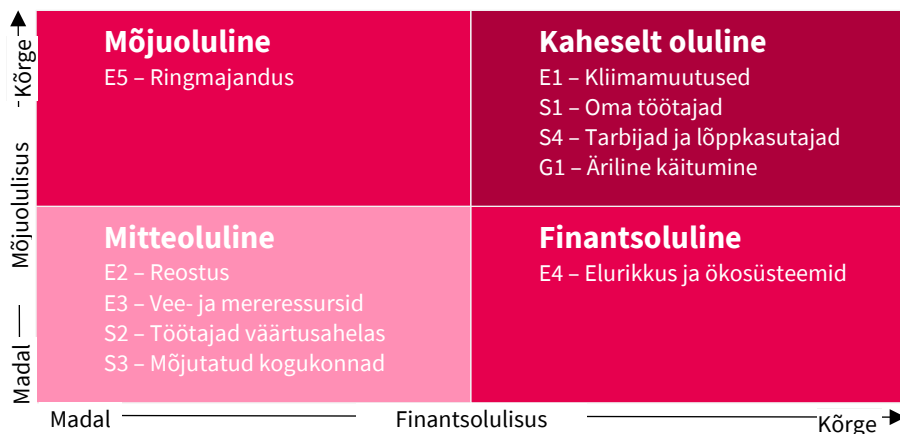 Mõjuoluline
E5 – Ringmajandus
Kaheselt oluline
E1 – Kliimamuutused
S1 – Oma töötajad
S4 – Tarbijad ja lõppkasutajad
G1 – Äriline käitumine
Mitteoluline
E2 – Reostus
E3 – Vee- ja mereressursid
S2 – Töötajad väärtusahelas
S3 – Mõjutatud kogukonnad
Finantsoluline
E4 – Elurikkus ja ökosüsteemid
Kõrge
Mõjuolulisus
Madal
Madal
Finantsolulisus
Kõrge